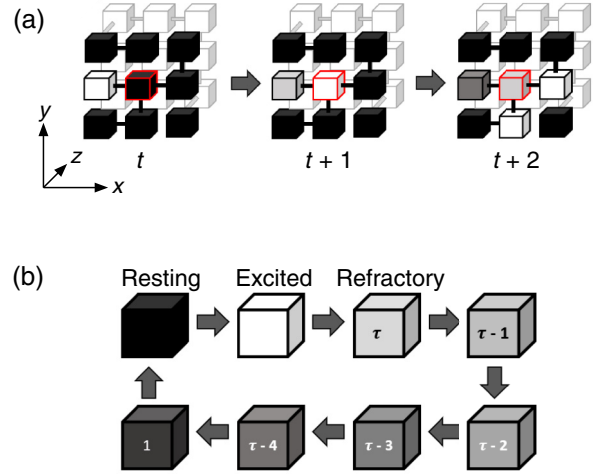 (a)
y
z
x
t
t + 1
t + 2
(b)
Resting Excited Refractory
τ τ - 1
1 τ - 4 τ - 3 τ - 2